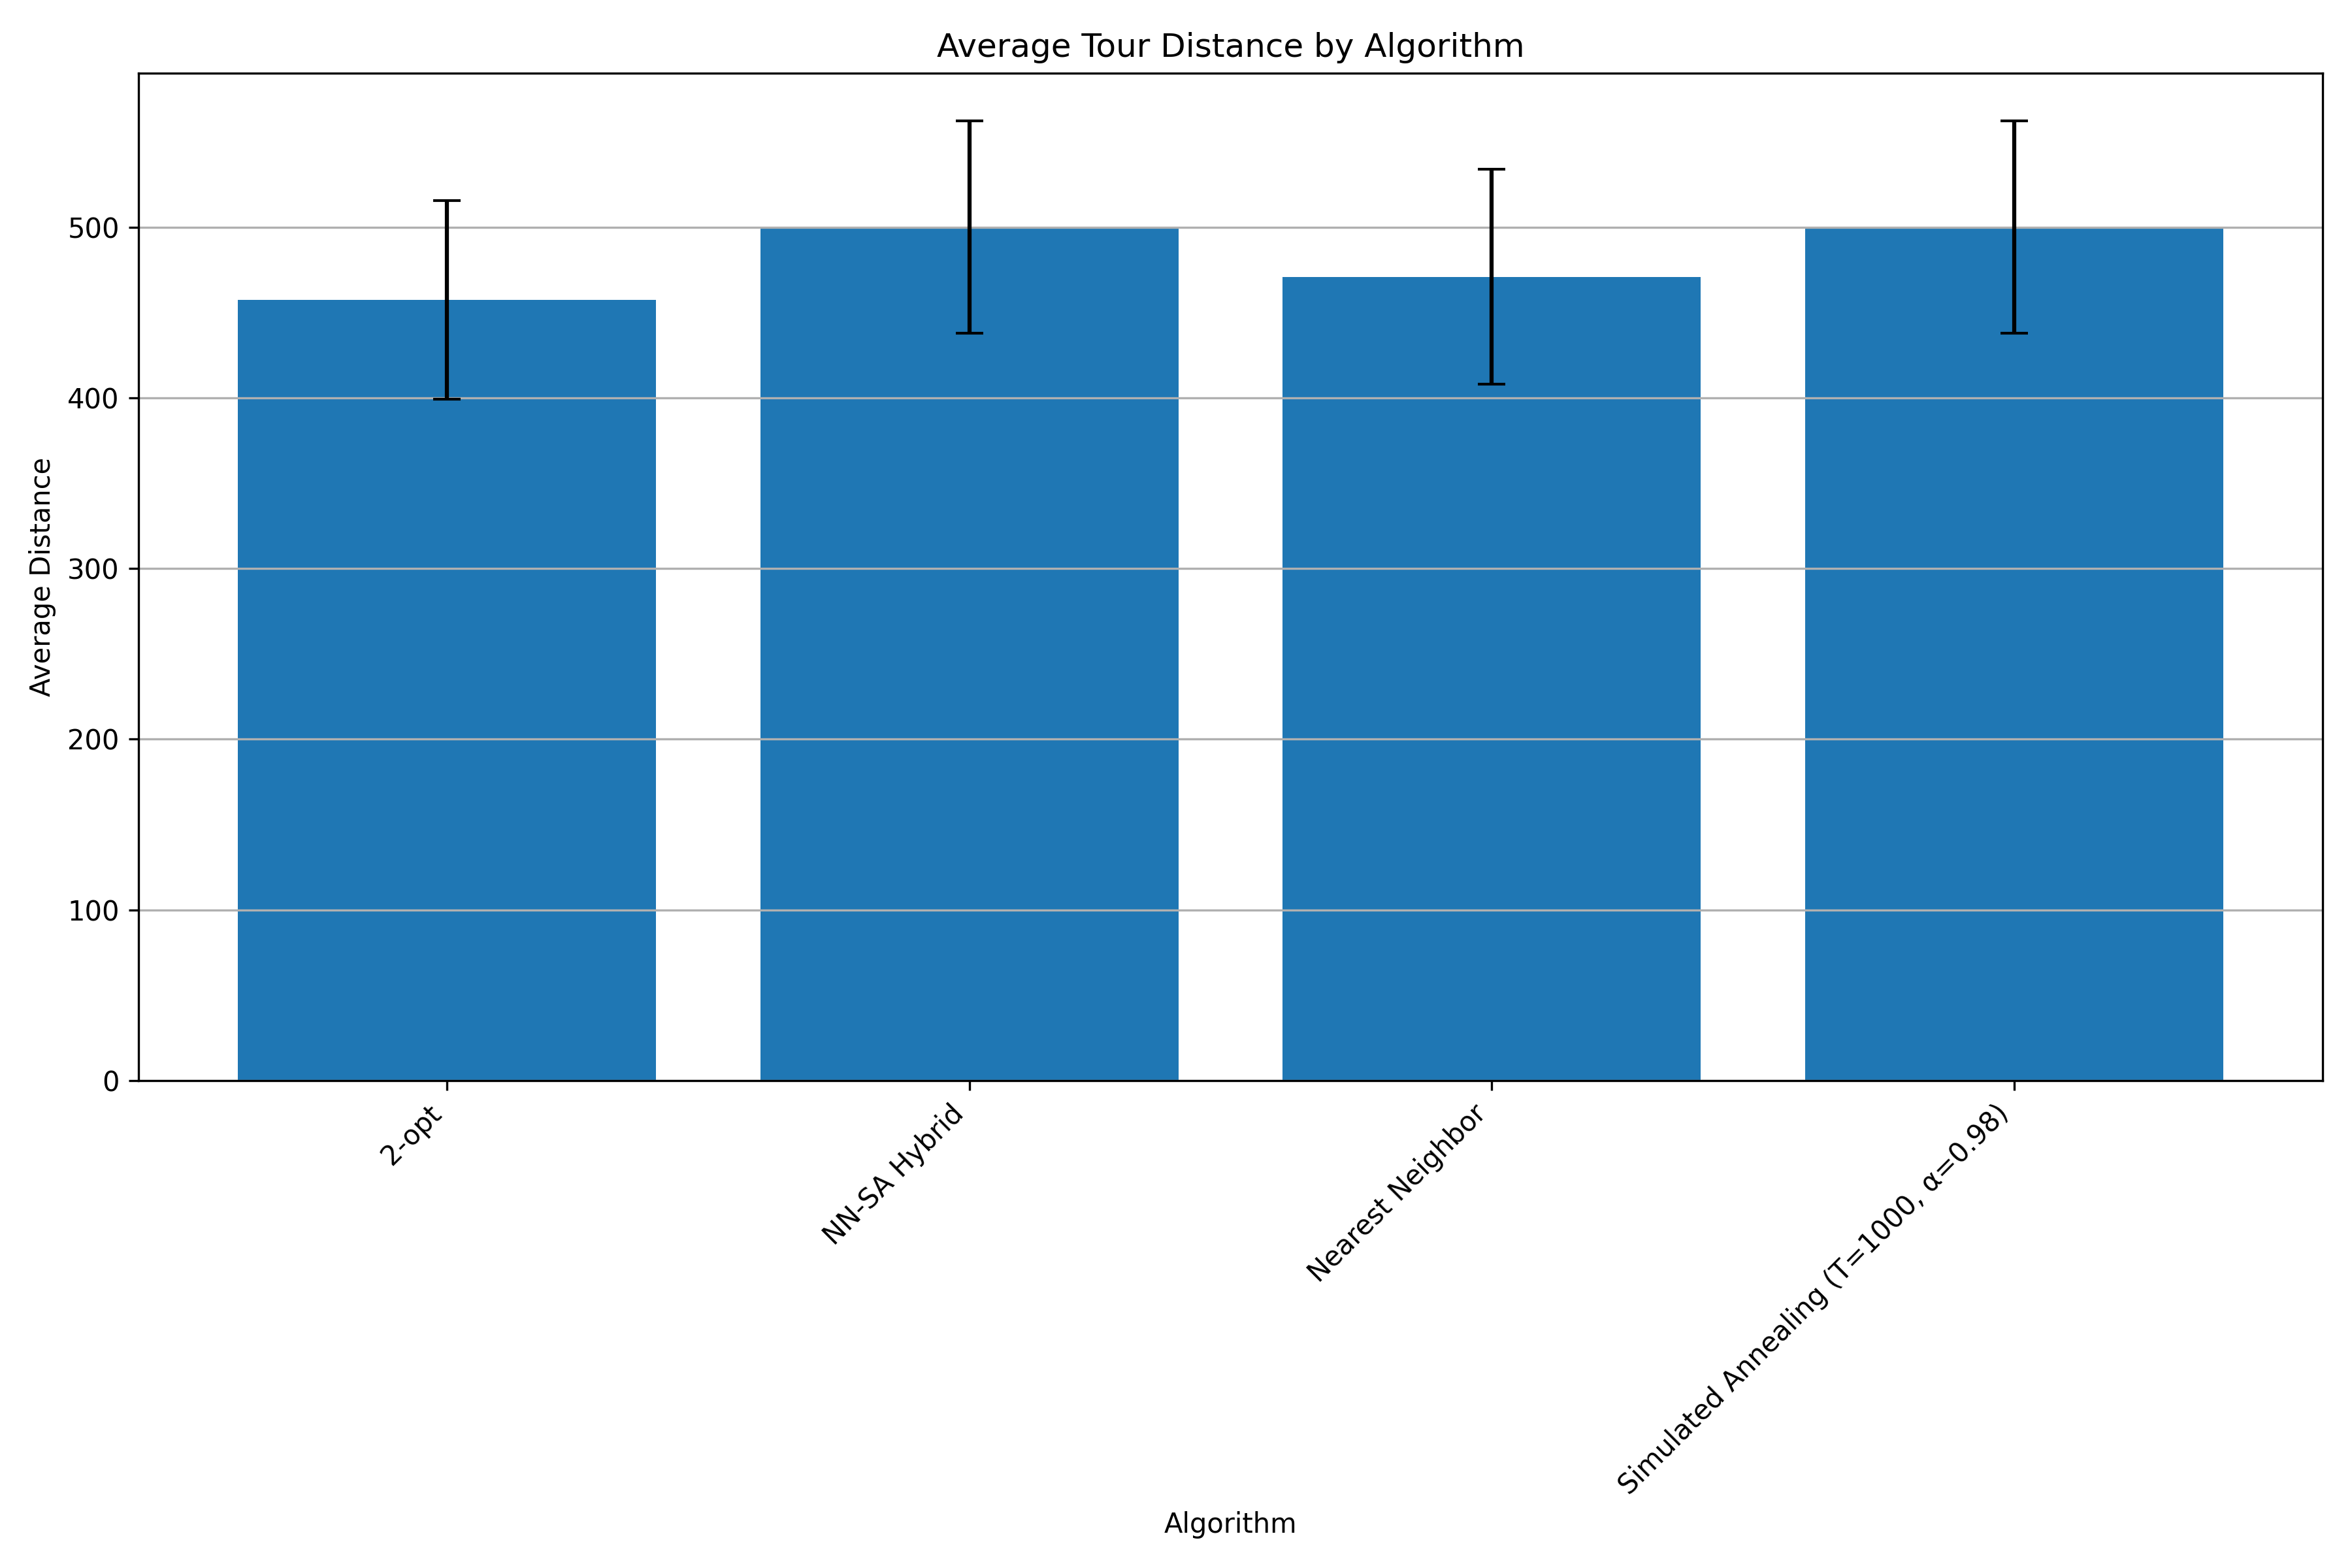 Average Tour Distance by Algorithm
Average Distance
500
400
300
200
100
0
2-opt
NN-SA Hybrid
Nearest Neighbor
Simulated Annealing (T=1000, α=0.98)
Algorithm